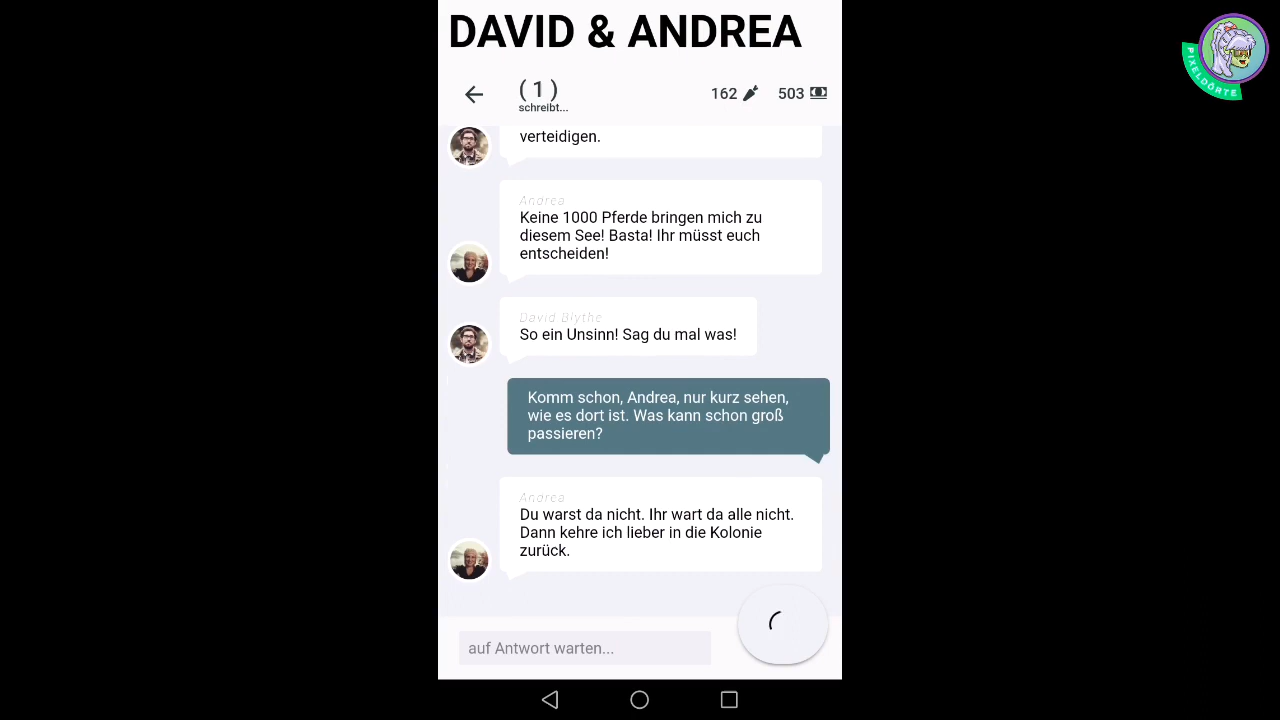 DAVID & ANDREA
PIXELDÖRTE
( 1 )
schreibt...
162
503
verteidigen.
Andrea
Keine 1000 Pferde bringen mich zu
diesem See! Basta! Ihr müsst euch
entscheiden!
David Blythe
So ein Unsinn! Sag du mal was!
Komm schon, Andrea, nur kurz sehen,
wie es dort ist. Was kann schon groß
passieren?
Andrea
Du warst da nicht. Ihr wart da alle nicht.
Dann kehre ich lieber in die Kolonie
zurück.
auf Antwort warten...